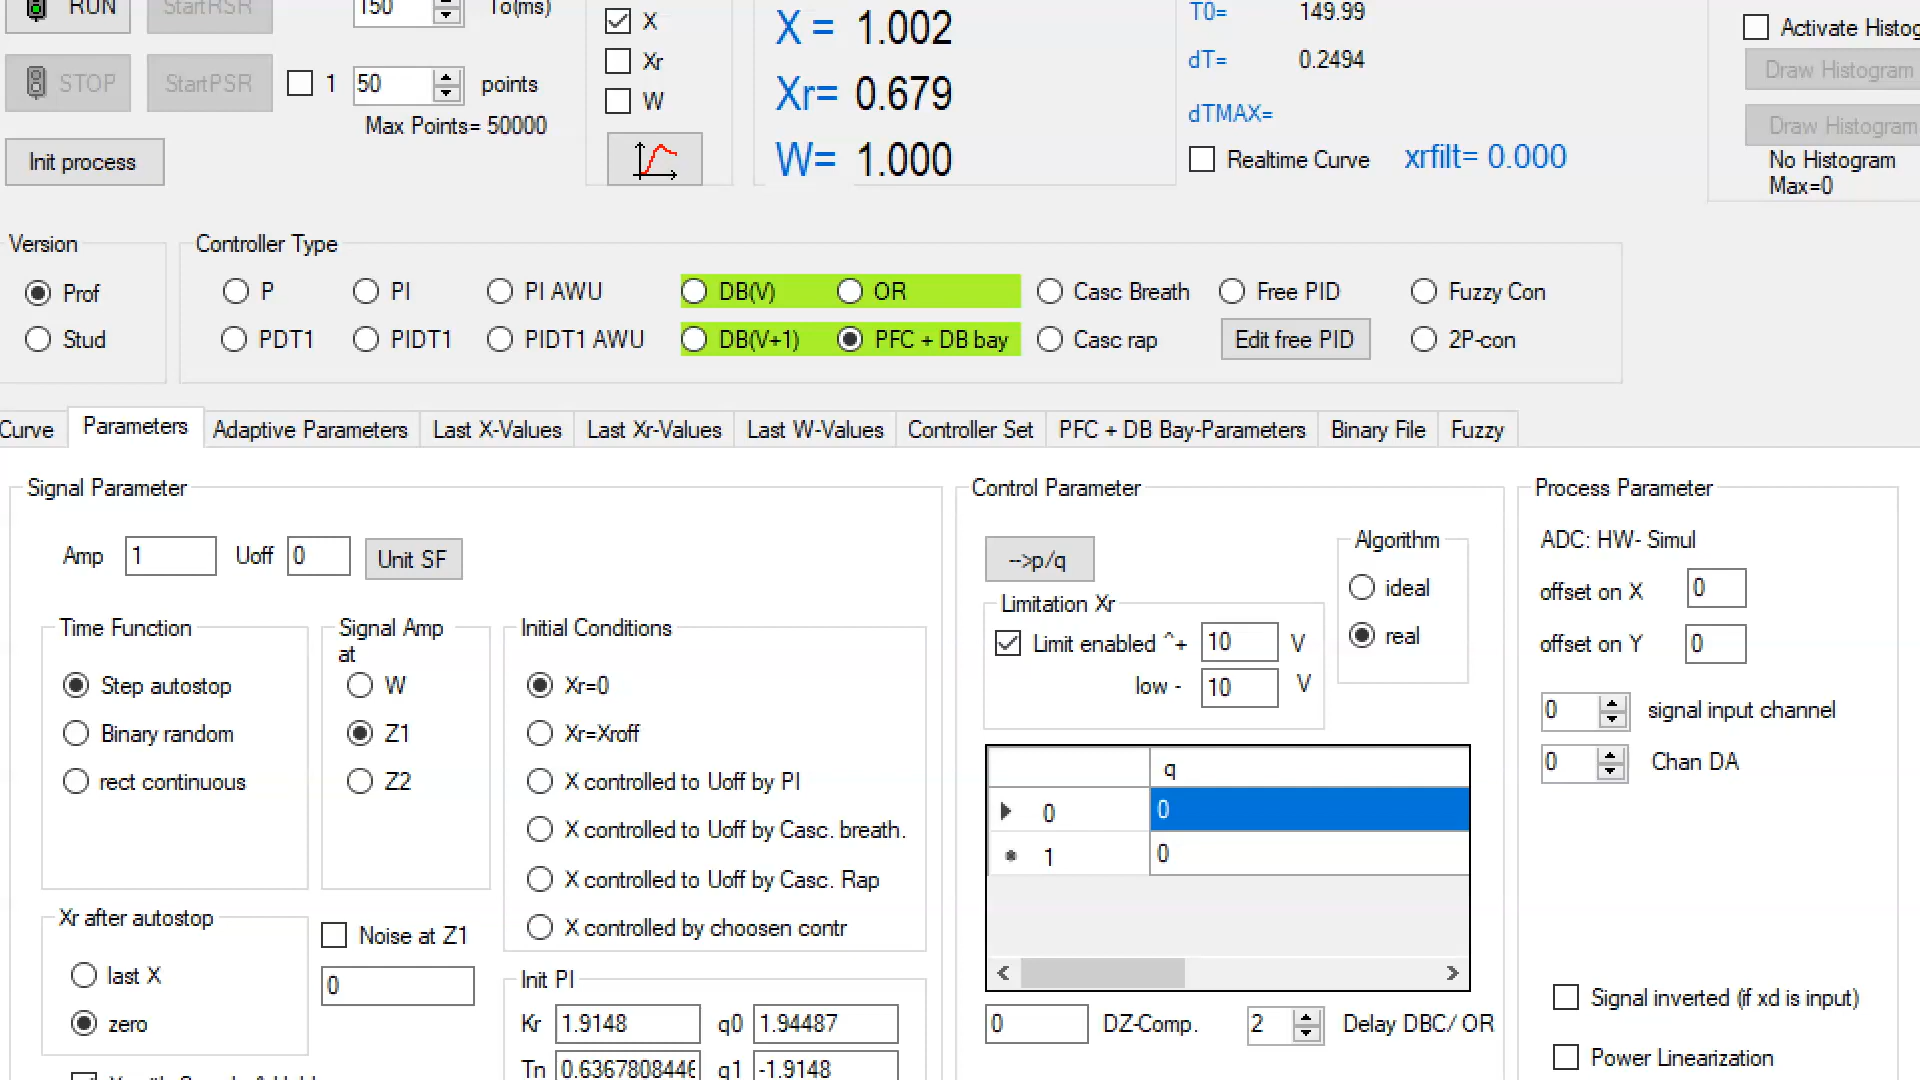 RUN StartRSR 150 To(ms) X X = 1.002 T0= 149.99 Activate Histog
STOP StartPSR 1 50 points Xr Xr= 0.679 dT= 0.2494 Draw Histogram
Max Points= 50000 W dTMAX= Draw Histogram
Init process W= 1.000 Realtime Curve xrfilt= 0.000 No Histogram
Max=0
Version Controller Type
Prof P PI PI AWU DB(V) OR Casc Breath Free PID Fuzzy Con
Stud PDT1 PIDT1 PIDT1 AWU DB(V+1) PFC + DB bay Casc rap Edit free PID 2P-con
Curve Parameters Adaptive Parameters Last X-Values Last Xr-Values Last W-Values Controller Set PFC + DB Bay-Parameters Binary File Fuzzy
Signal Parameter
Amp 1 Uoff 0 Unit SF
Time Function
Step autostop
Binary random
rect continuous
Signal Amp
at
W
Z1
Z2
Initial Conditions
Xr=0
Xr=Xroff
X controlled to Uoff by PI
X controlled to Uoff by Casc. breath.
X controlled to Uoff by Casc. Rap
X controlled by choosen contr
Xr after autostop
last X
zero
Noise at Z1
0
Init PI
Kr 1.9148 q0 1.94487
Tn 0.6367808446 q1 -1.9148
Control Parameter
-->p/q
Algorithm
ideal
real
Limitation Xr
Limit enabled ^+ 10 V
low - 10 V
q
0 0
1 0
0 DZ-Comp. 2 Delay DBC/ OR
Process Parameter
ADC: HW- Simul
offset on X 0
offset on Y 0
0 signal input channel
0 Chan DA
Signal inverted (if xd is input)
Power Linearization